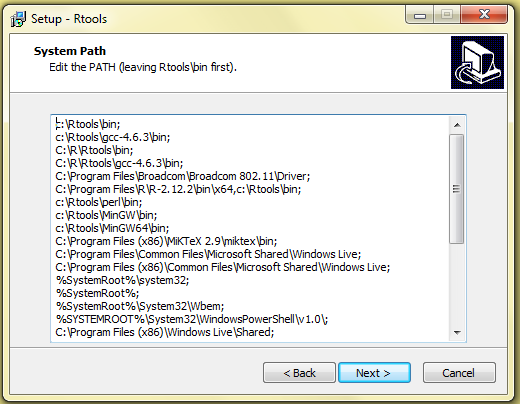 Setup - Rtools
System Path
Edit the PATH (leaving Rtools\bin first).
c:\Rtools\bin;
c:\Rtools\gcc-4.6.3\bin;
C:\R\Rtools\bin;
C:\R\Rtools\gcc-4.6.3\bin;
C:\Program Files\Broadcom\Broadcom 802.11\Driver;
C:\Program Files\R\R-2.12.2\bin\x64,c:\Rtools\bin;
c:\Rtools\perl\bin;
c:\Rtools\MinGW\bin;
c:\Rtools\MinGW64\bin;
C:\Program Files (x86)\MiKTeX 2.9\miktex\bin;
C:\Program Files\Common Files\Microsoft Shared\Windows Live;
C:\Program Files (x86)\Common Files\Microsoft Shared\Windows Live;
%SystemRoot%\system32;
%SystemRoot%;
%SystemRoot%\System32\Wbem;
%SYSTEMROOT%\System32\WindowsPowerShell\v1.0\;
C:\Program Files (x86)\Windows Live\Shared;
< Back
Next >
Cancel